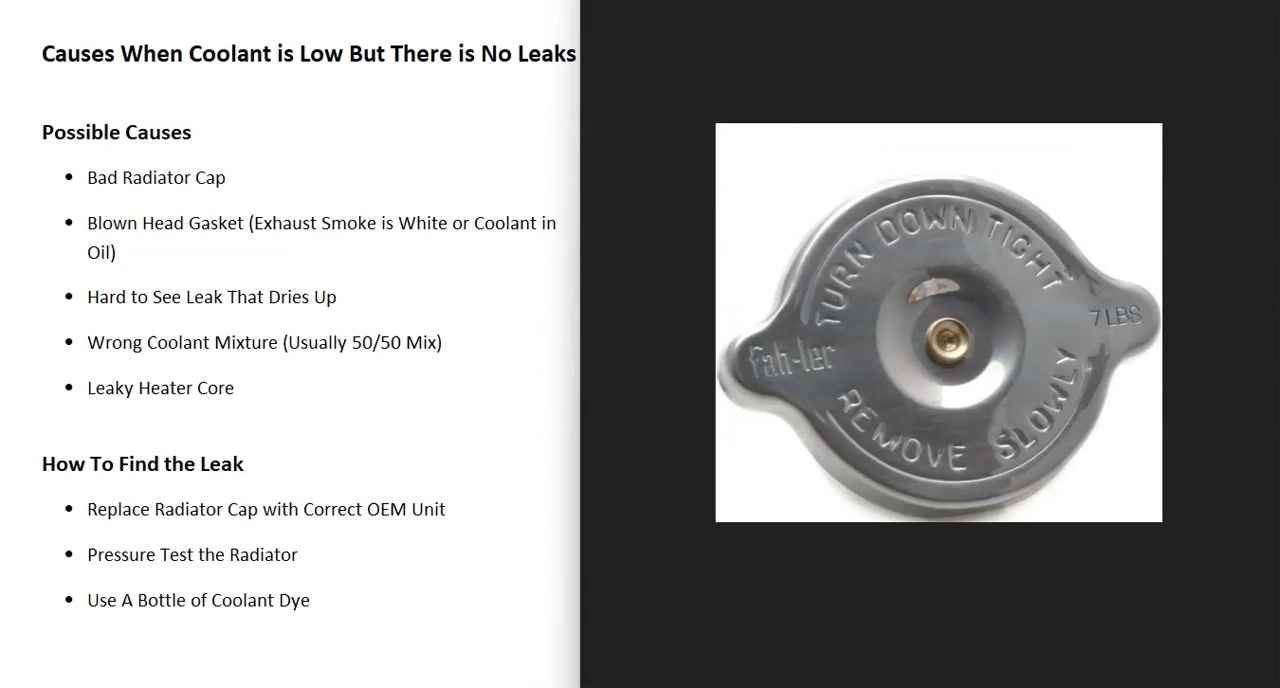 Causes When Coolant is Low But There is No Leaks
Possible Causes
• Bad Radiator Cap
• Blown Head Gasket (Exhaust Smoke is White or Coolant in
Oil)
• Hard to See Leak That Dries Up
• Wrong Coolant Mixture (Usually 50/50 Mix)
• Leaky Heater Core
How To Find the Leak
• Replace Radiator Cap with Correct OEM Unit
• Pressure Test the Radiator
• Use A Bottle of Coolant Dye
TURN DOWN TIGHT
7 LBS
fah-ler
REMOVE SLOWLY